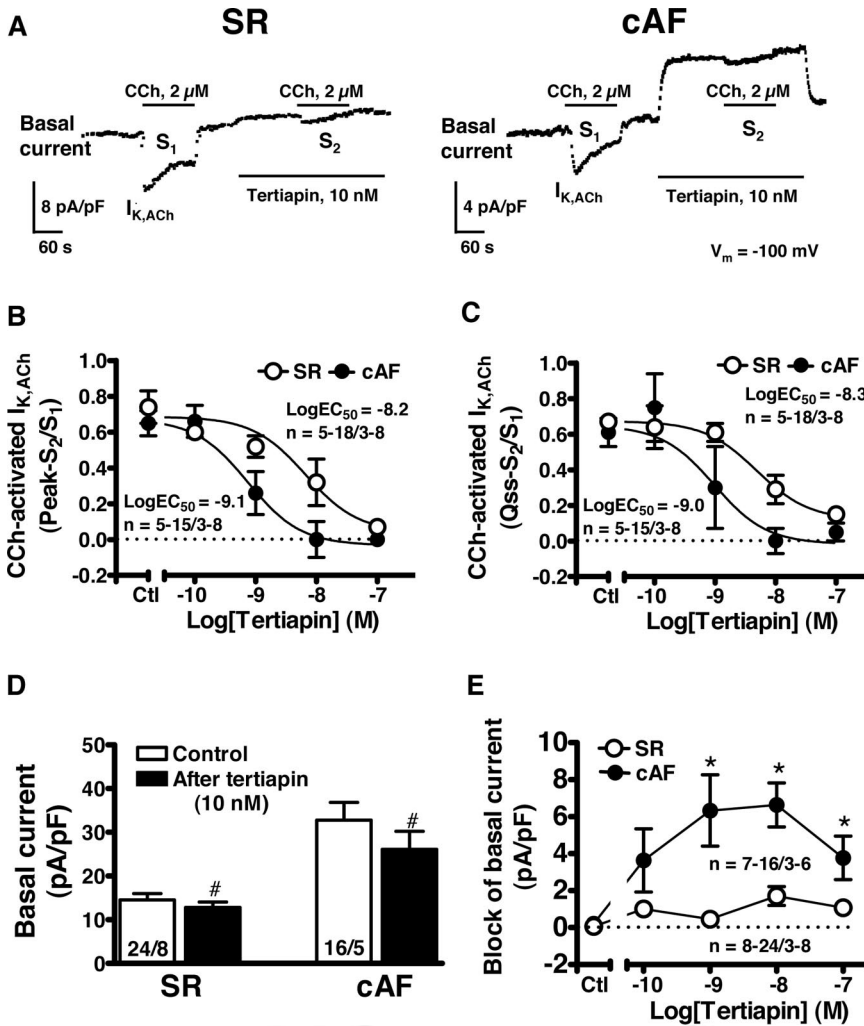 A
SR
cAF
CCh, 2 µM
CCh, 2 µM
Basal current
S1
S2
IK,ACh
Tertiapin, 10 nM
8 pA/pF
60 s
CCh, 2 µM
CCh, 2 µM
Basal current
S1
S2
IK,ACh
Tertiapin, 10 nM
4 pA/pF
60 s
Vm = -100 mV
B
CCh-activated IK,ACh
(Peak-S2/S1)
1.0
0.8
0.6
0.4
0.2
0.0
-0.2
SR
cAF
LogEC50 = -8.2
n = 5-18/3-8
LogEC50 = -9.1
n = 5-15/3-8
Ctl
-10
-9
-8
-7
Log[Tertiapin] (M)
C
CCh-activated IK,ACh
(Qss-S2/S1)
1.0
0.8
0.6
0.4
0.2
0.0
-0.2
SR
cAF
LogEC50 = -8.3
n = 5-18/3-8
LogEC50 = -9.0
n = 5-15/3-8
Ctl
-10
-9
-8
-7
Log[Tertiapin] (M)
D
Basal current
(pA/pF)
50
40
30
20
10
0
Control
After tertiapin
(10 nM)
#
#
24/8
16/5
SR
cAF
E
Block of basal current
(pA/pF)
10
8
6
4
2
0
-2
SR
cAF
*
*
*
n = 7-16/3-6
n = 8-24/3-8
Ctl
-10
-9
-8
-7
Log[Tertiapin] (M)